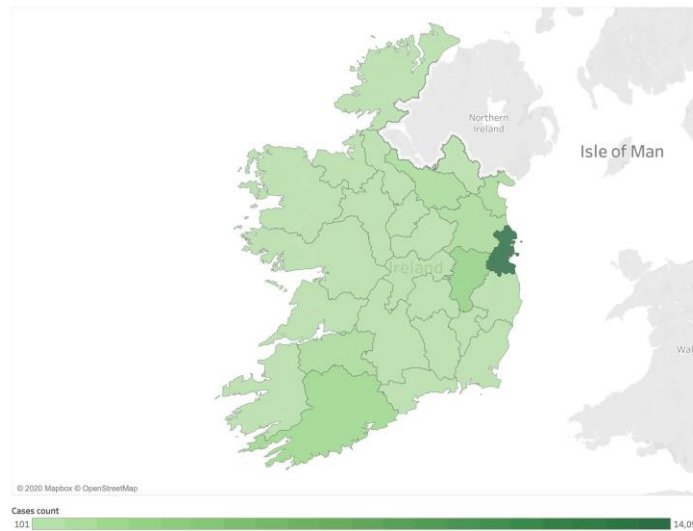 Northern
Ireland
Isle of Man
Ireland
© 2020 Mapbox © OpenStreetMap
Cases count
101